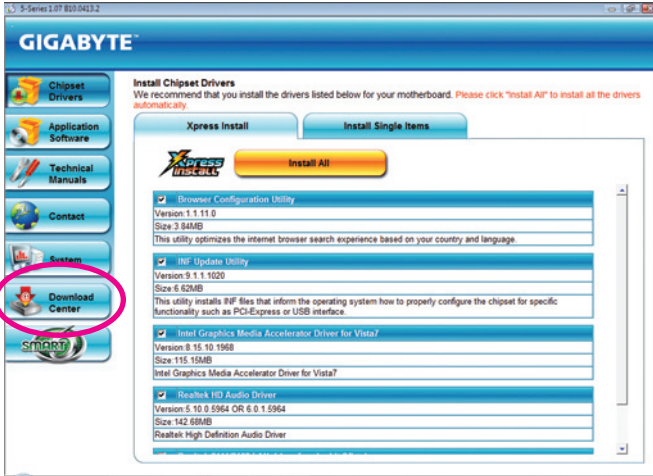 5-Series 1.07 B10.0413.2
GIGABYTE™
Chipset
Drivers
Application
Software
Technical
Manuals
Contact
System
Download
Center
SMART
Install Chipset Drivers
We recommend that you install the drivers listed below for your motherboard. Please click "Install All" to install all the drivers
automatically.
Xpress Install
Install Single Items
Xpress
Install
Install All
Browser Configuration Utility
Version:1.1.11.0
Size:3.84MB
This utility optimizes the internet browser search experience based on your country and language.
INF Update Utility
Version:9.1.1.1020
Size:6.62MB
This utility installs INF files that inform the operating system how to properly configure the chipset for specific
functionality such as PCI-Express or USB interface.
Intel Graphics Media Accelerator Driver for Vista7
Version:8.15.10.1968
Size:115.15MB
Intel Graphics Media Accelerator Driver for Vista7
Realtek HD Audio Driver
Version:5.10.0.5964 OR 6.0.1.5964
Size:142.68MB
Realtek High Definition Audio Driver